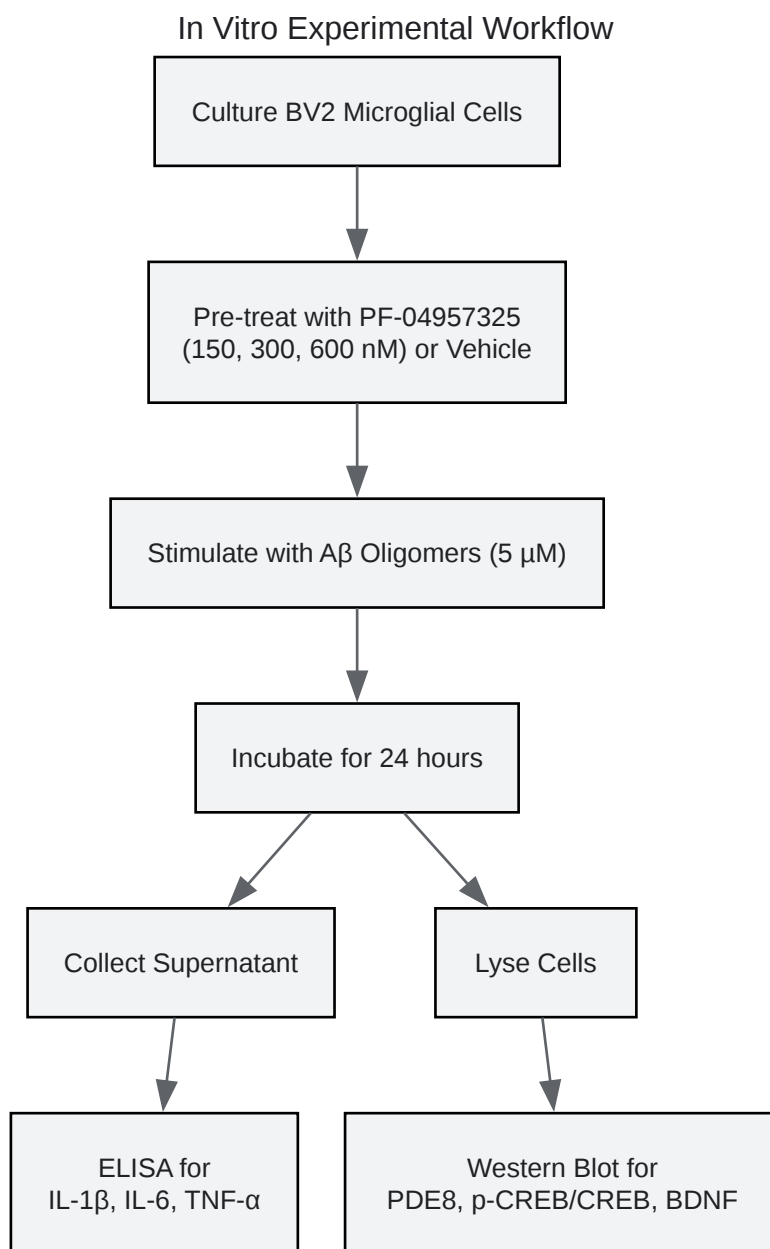 In Vitro Experimental Workflow
Culture BV2 Microglial Cells
Pre-treat with PF-04957325
(150, 300, 600 nM) or Vehicle
Stimulate with Aβ Oligomers (5 µM)
Incubate for 24 hours
Collect Supernatant
Lyse Cells
ELISA for
IL-1β, IL-6, TNF-α
Western Blot for
PDE8, p-CREB/CREB, BDNF